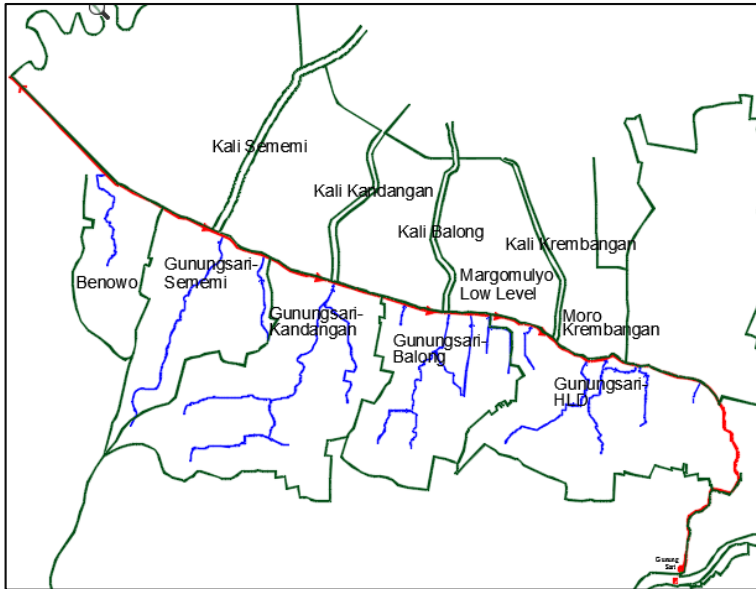 Kali Sememi
Kali Kandangan
Kali Balong
Kali Krembangan
Benowo
Gunungsari-
Sememi
Gunungsari-
Kandangan
Margomulyo
Low Level
Gunungsari-
Balong
Moro
Krembangan
Gunungsari-
HLD
Gunung
Sari